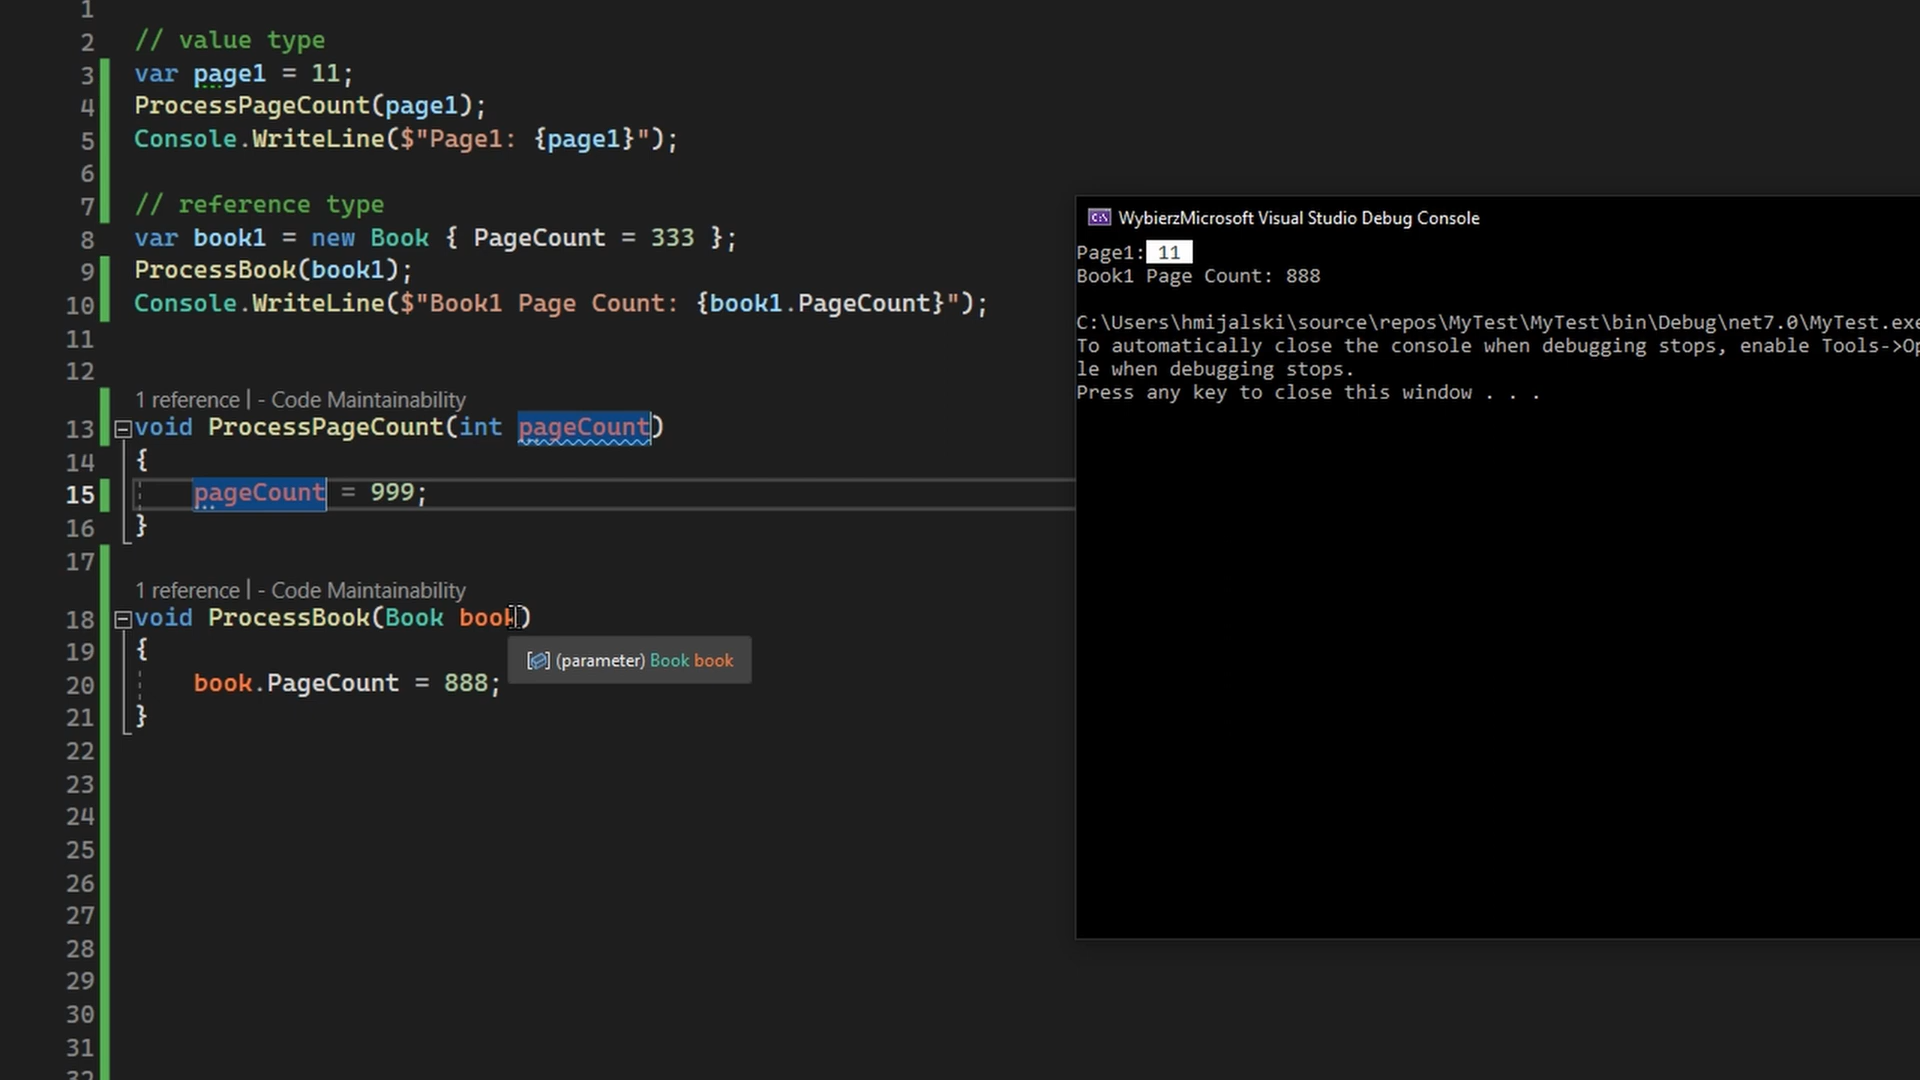 1
2 // value type
3 var page1 = 11;
4 ProcessPageCount(page1);
5 Console.WriteLine($"Page1: {page1}");
6
7 // reference type
8 var book1 = new Book { PageCount = 333 };
9 ProcessBook(book1);
10 Console.WriteLine($"Book1 Page Count: {book1.PageCount}");
11
12
1 reference | - Code Maintainability
13 void ProcessPageCount(int pageCount)
14 {
15 pageCount = 999;
16 }
17
1 reference | - Code Maintainability
18 void ProcessBook(Book book)
19 {
(parameter) Book book
20 book.PageCount = 888;
21 }
22
23
24
25
26
27
28
29
30
31
32
WybierzMicrosoft Visual Studio Debug Console
Page1: 11
Book1 Page Count: 888
C:\Users\hmijalski\source\repos\MyTest\MyTest\bin\Debug\net7.0\MyTest.exe
To automatically close the console when debugging stops, enable Tools->Op
le when debugging stops.
Press any key to close this window . . .